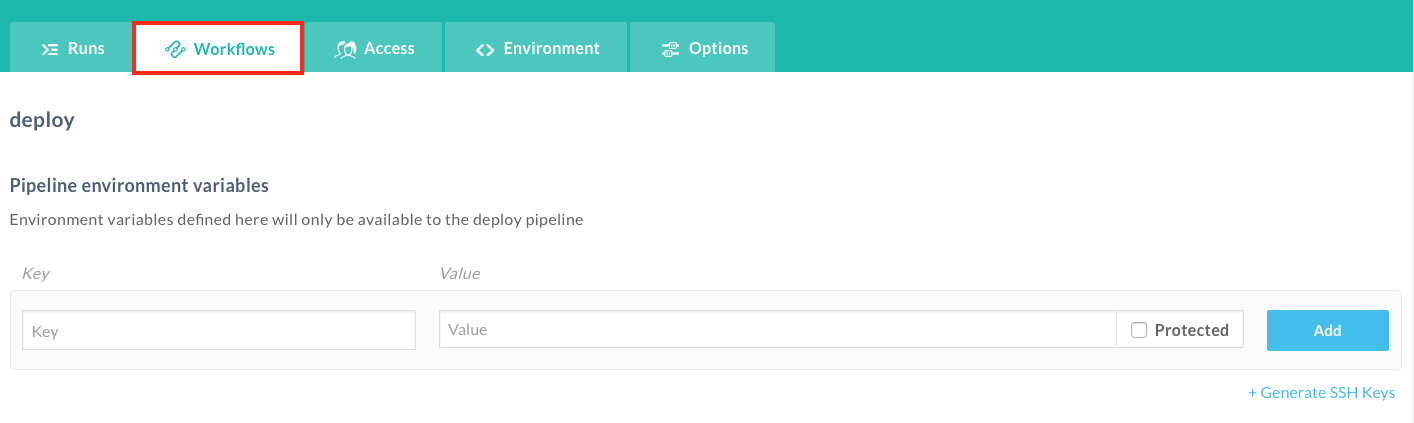 Runs Workflows Access Environment Options
deploy
Pipeline environment variables
Environment variables defined here will only be available to the deploy pipeline
Key Value
Key Value Protected Add
+ Generate SSH Keys